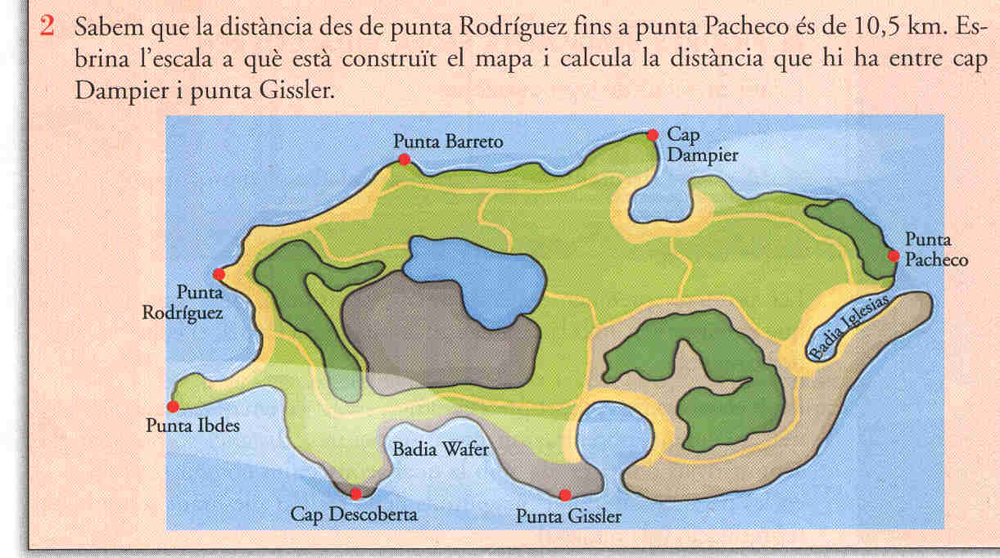 2 Sabem que la distància des de punta Rodríguez fins a punta Pacheco és de 10,5 km. Es-
brina l'escala a què està construït el mapa i calcula la distància que hi ha entre cap
Dampier i punta Gissler.
Punta Barreto
Cap
Dampier
Punta
Pacheco
Punta
Rodríguez
Badia Iglesias
Punta Ibdes
Badia Wafer
Cap Descoberta
Punta Gissler